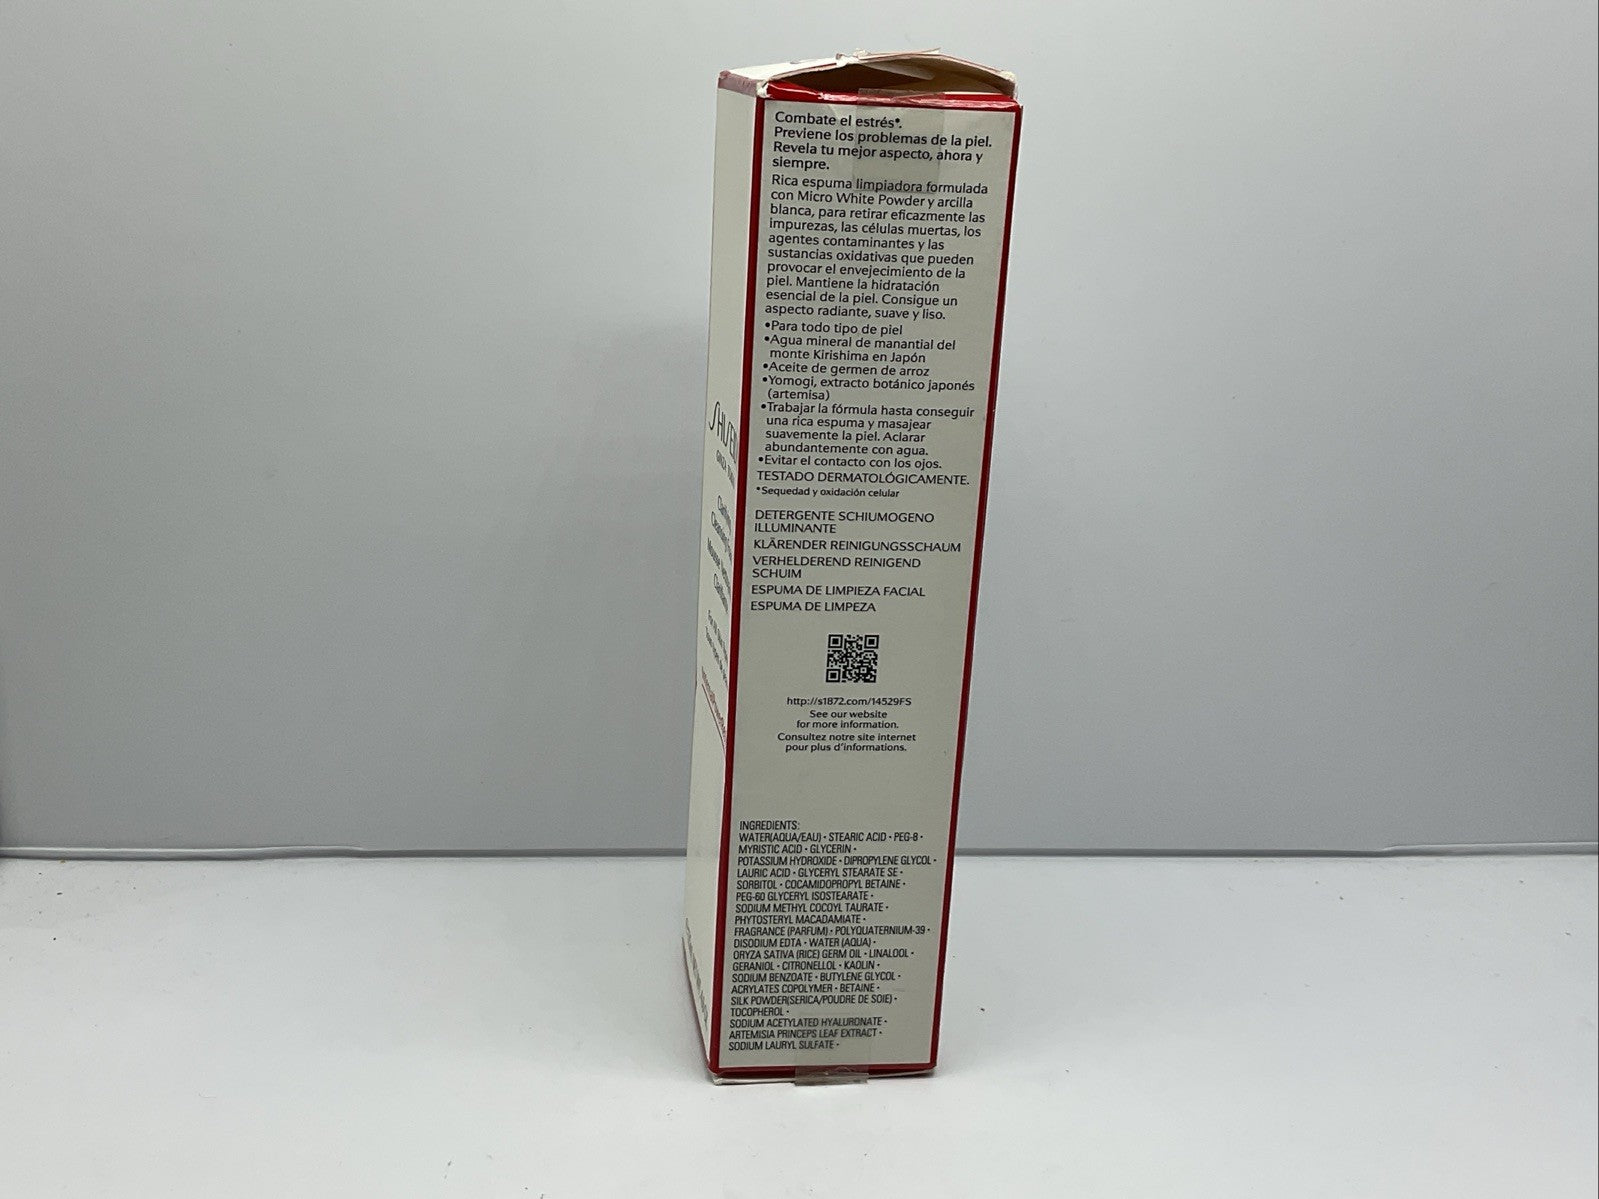 Combate el estrés*.
Previene los problemas de la piel.
Revela tu mejor aspecto, ahora y
siempre.
Rica espuma limpiadora formulada
con Micro White Powder y arcilla
blanca, para retirar eficazmente las
impurezas, las células muertas, los
agentes contaminantes y las
sustancias oxidativas que pueden
provocar el envejecimiento de la
piel. Mantiene la hidratación
esencial de la piel. Consigue un
aspecto radiante, suave y liso.
•Para todo tipo de piel
•Agua mineral de manantial del
monte Kirishima en Japón
•Aceite de germen de arroz
•Yomogi, extracto botánico japonés
(artemisa)
•Trabajar la fórmula hasta conseguir
una rica espuma y masajear
suavemente la piel. Aclarar
abundantemente con agua.
•Evitar el contacto con los ojos.
TESTADO DERMATOLÓGICAMENTE.
*Sequedad y oxidación celular
DETERGENTE SCHIUMOGENO
ILLUMINANTE
KLÄRENDER REINIGUNGSSCHAUM
VERHELDEREND REINIGEND
SCHUIM
ESPUMA DE LIMPIEZA FACIAL
ESPUMA DE LIMPEZA
http://s1872.com/14529FS
See our website
for more information.
Consultez notre site internet
pour plus d'informations.
INGREDIENTS:
WATER(AQUA/EAU)・STEARIC ACID・PEG-8・
MYRISTIC ACID・GLYCERIN・
POTASSIUM HYDROXIDE・DIPROPYLENE GLYCOL・
LAURIC ACID・GLYCERYL STEARATE SE・
SORBITOL・COCAMIDOPROPYL BETAINE・
PEG-60 GLYCERYL ISOSTEARATE・
SODIUM METHYL COCOYL TAURATE・
PHYTOSTERYL MACADAMIATE・
FRAGRANCE (PARFUM)・POLYQUATERNIUM-39・
DISODIUM EDTA・WATER (AQUA)・
ORYZA SATIVA (RICE) GERM OIL・LINALOOL・
GERANIOL・CITRONELLOL・KAOLIN・
SODIUM BENZOATE・BUTYLENE GLYCOL・
ACRYLATES COPOLYMER・BETAINE・
SILK POWDER(SERICA/POUDRE DE SOIE)・
TOCOPHEROL・
SODIUM ACETYLATED HYALURONATE・
ARTEMISIA PRINCEPS LEAF EXTRACT・
SODIUM LAURYL SULFATE・